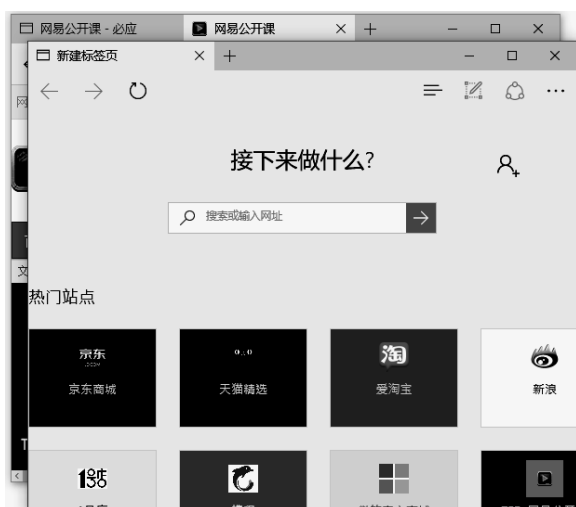 网易公开课 - 必应
网易公开课
新建标签页
接下来做什么?
搜索或输入网址
热门站点
京东
京东商城
天猫精选
淘
爱淘宝
新浪